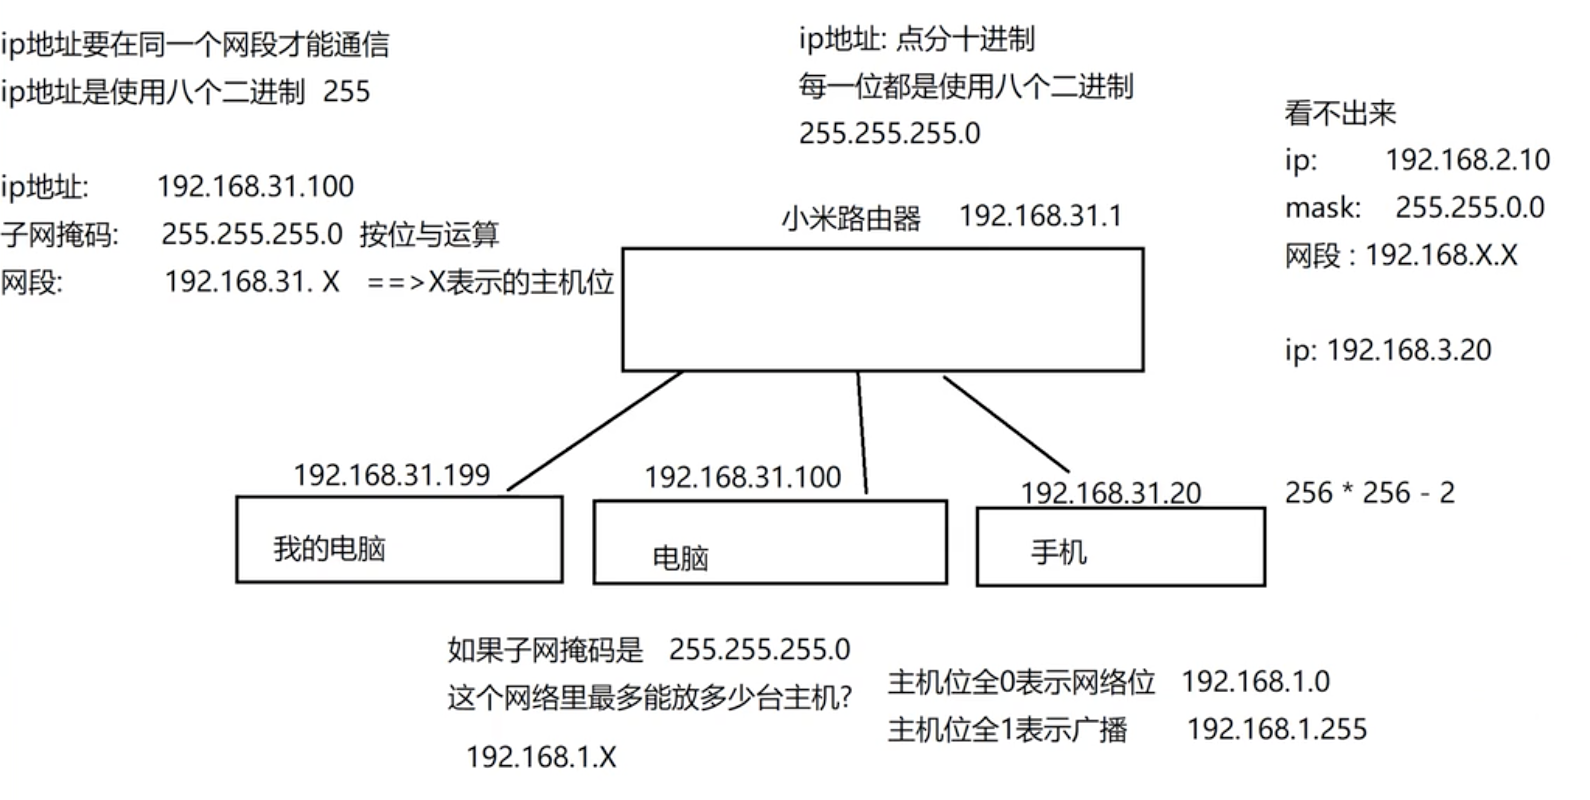 ip地址要在同一个网段才能通信
ip地址是使用八个二进制 255
ip地址: 192.168.31.100
子网掩码: 255.255.255.0 按位与运算
网段: 192.168.31. X ==>X表示的主机位
ip地址: 点分十进制
每一位都是使用八个二进制
255.255.255.0
小米路由器 192.168.31.1
看不出来
ip: 192.168.2.10
mask: 255.255.0.0
网段 : 192.168.X.X
ip: 192.168.3.20
256 * 256 - 2
192.168.31.199
我的电脑
192.168.31.100
电脑
192.168.31.20
手机
如果子网掩码是 255.255.255.0
这个网络里最多能放多少台主机?
192.168.1.X
主机位全0表示网络位 192.168.1.0
主机位全1表示广播 192.168.1.255